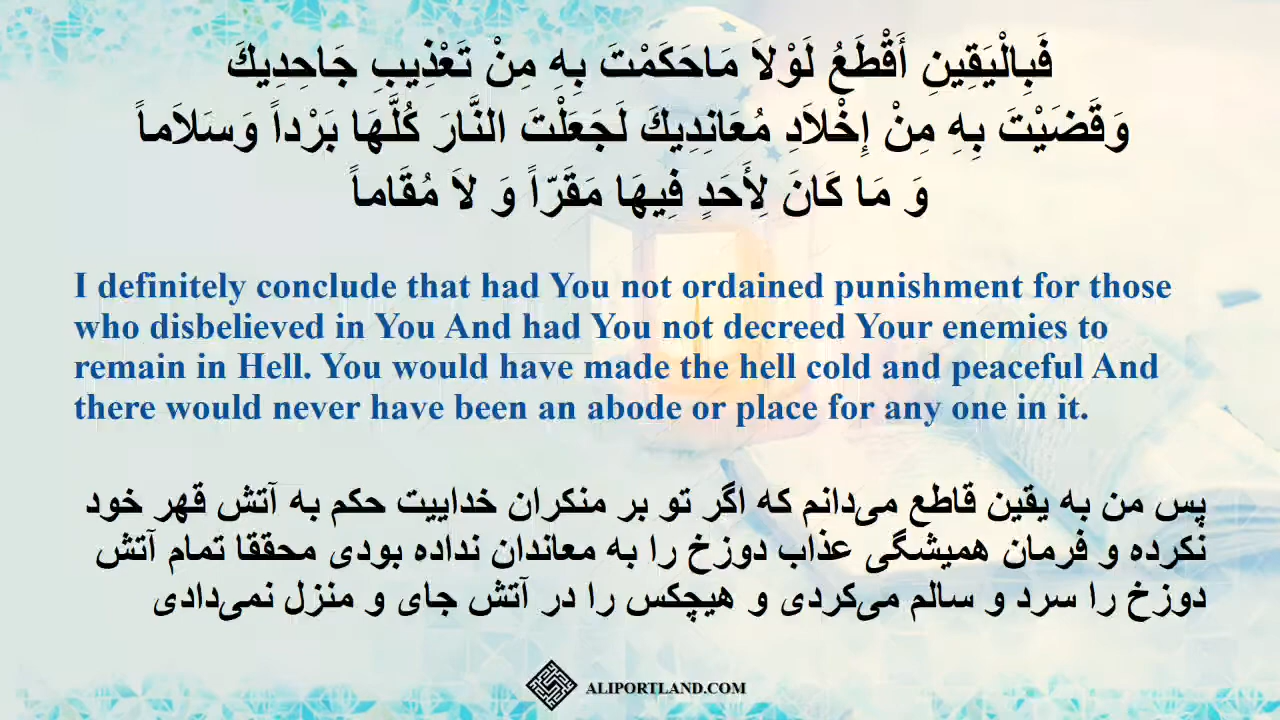 فَبِالْيَقِينِ أَقْطَعُ لَوْلاَ مَاحَكَمْتَ بِهِ مِنْ تَعْذِيبِ جَاحِدِيكَ
وَقَضَيْتَ بِهِ مِنْ إِخْلاَدِ مُعَانِدِيكَ لَجَعَلْتَ النَّارَ كُلَّهَا بَرْداً وَسَلاَماً
وَ مَا كَانَ لِأَحَدٍ فِيهَا مَقَرّاً وَ لاَ مُقَاماً
I definitely conclude that had You not ordained punishment for those
who disbelieved in You And had You not decreed Your enemies to
remain in Hell. You would have made the hell cold and peaceful And
there would never have been an abode or place for any one in it.
پس من به یقین قاطع می‌دانم که اگر تو بر منکران خداییت حکم به آتش قهر خود
نکرده و فرمان همیشگی عذاب دوزخ را به معاندان نداده بودی محققا تمام آتش
دوزخ را سرد و سالم می‌کردی و هیچکس را در آتش جای و منزل نمی‌دادی
ALIPORTLAND.COM